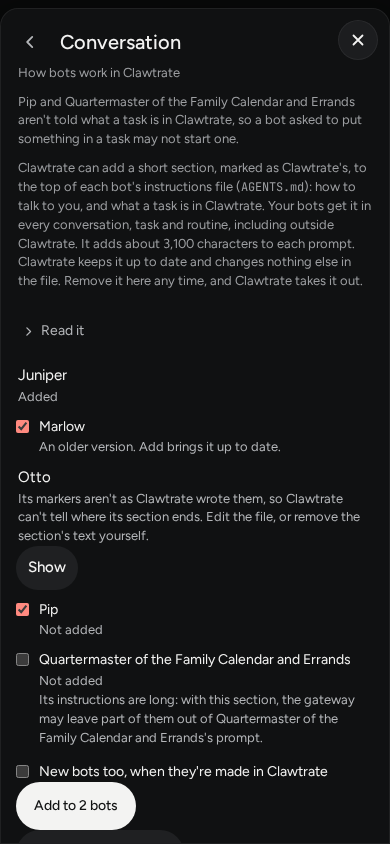 Conversation
How bots work in Clawtrate
Pip and Quartermaster of the Family Calendar and Errands
aren't told what a task is in Clawtrate, so a bot asked to put
something in a task may not start one.
Clawtrate can add a short section, marked as Clawtrate's, to
the top of each bot's instructions file (AGENTS.md): how to
talk to you, and what a task is in Clawtrate. Your bots get it in
every conversation, task and routine, including outside
Clawtrate. It adds about 3,100 characters to each prompt.
Clawtrate keeps it up to date and changes nothing else in
the file. Remove it here any time, and Clawtrate takes it out.
Read it
Juniper
Added
Marlow
An older version. Add brings it up to date.
Otto
Its markers aren't as Clawtrate wrote them, so Clawtrate
can't tell where its section ends. Edit the file, or remove the
section's text yourself.
Show
Pip
Not added
Quartermaster of the Family Calendar and Errands
Not added
Its instructions are long: with this section, the gateway
may leave part of them out of Quartermaster of the
Family Calendar and Errands's prompt.
New bots too, when they're made in Clawtrate
Add to 2 bots